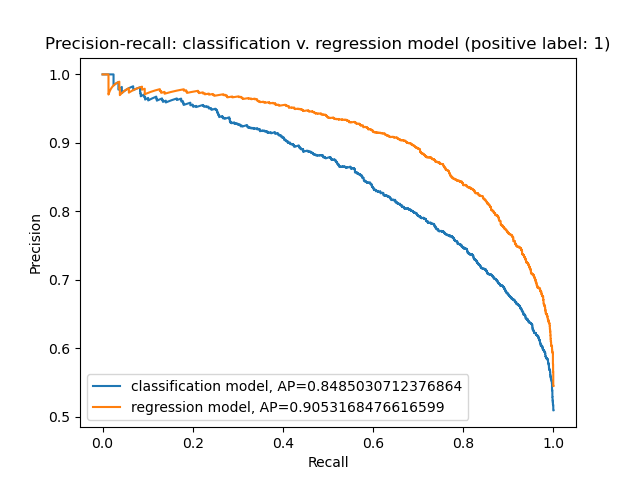 Precision-recall: classification v. regression model (positive label: 1)
1.0
0.9
0.8
0.7
0.6
0.5
Precision
classification model, AP=0.8485030712376864
regression model, AP=0.9053168476616599
0.0 0.2 0.4 0.6 0.8 1.0
Recall